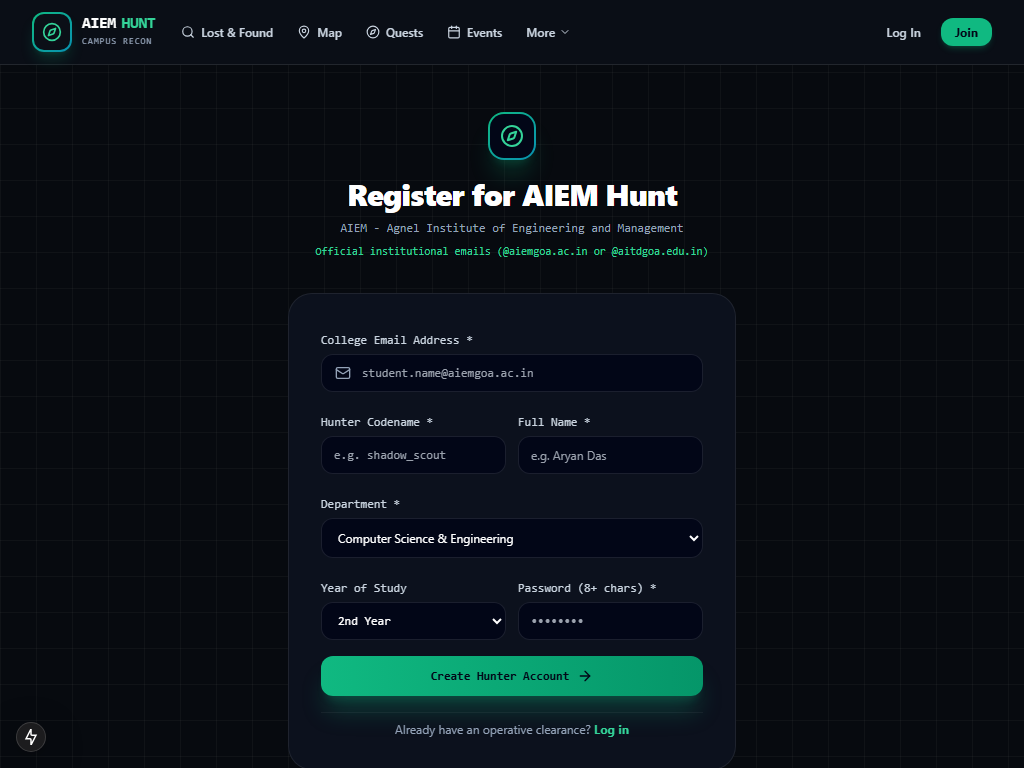 AIEM HUNT
CAMPUS RECON
Lost & Found
Map
Quests
Events
More
Log In
Join
Register for AIEM Hunt
AIEM - Agnel Institute of Engineering and Management
Official institutional emails (@aiemgoa.ac.in or @aitdgoa.edu.in)
College Email Address *
student.name@aiemgoa.ac.in
Hunter Codename *
Full Name *
e.g. shadow_scout
e.g. Aryan Das
Department *
Computer Science & Engineering
Year of Study
Password (8+ chars) *
2nd Year
••••••••
Create Hunter Account →
Already have an operative clearance? Log in